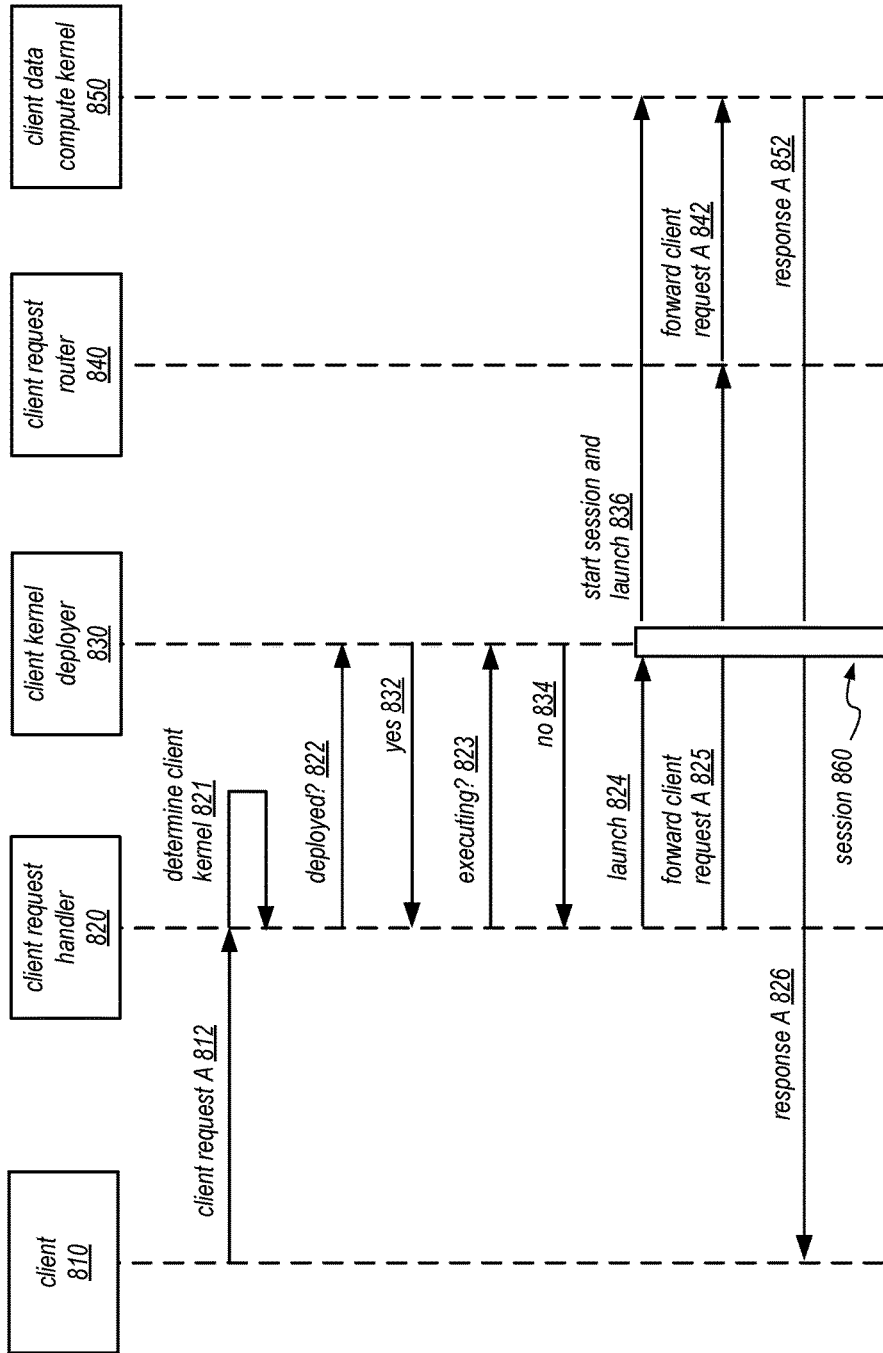 client
810
client request
handler
820
client kernel
deployer
830
client request
router
840
client data
compute kernel
850
client request A 812
determine client
kernel 821
deployed? 822
yes 832
executing? 823
no 834
launch 824
start session and
launch 836
forward client
request A 825
forward client
request A 842
response A 826
response A 852
session 860